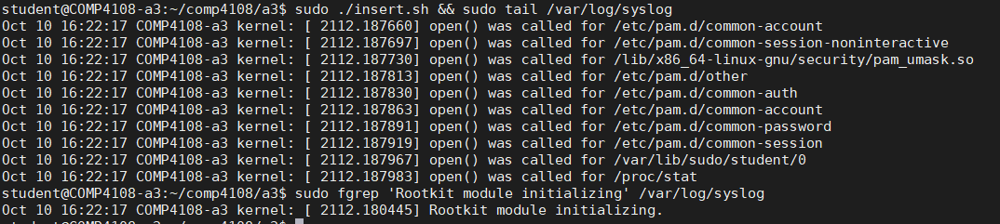 student@COMP4108-a3:~/comp4108/a3$ sudo ./insert.sh && sudo tail /var/log/syslog
Oct 10 16:22:17 COMP4108-a3 kernel: [ 2112.187660] open() was called for /etc/pam.d/common-account
Oct 10 16:22:17 COMP4108-a3 kernel: [ 2112.187697] open() was called for /etc/pam.d/common-session-noninteractive
Oct 10 16:22:17 COMP4108-a3 kernel: [ 2112.187730] open() was called for /lib/x86_64-linux-gnu/security/pam_umask.so
Oct 10 16:22:17 COMP4108-a3 kernel: [ 2112.187813] open() was called for /etc/pam.d/other
Oct 10 16:22:17 COMP4108-a3 kernel: [ 2112.187830] open() was called for /etc/pam.d/common-auth
Oct 10 16:22:17 COMP4108-a3 kernel: [ 2112.187863] open() was called for /etc/pam.d/common-account
Oct 10 16:22:17 COMP4108-a3 kernel: [ 2112.187891] open() was called for /etc/pam.d/common-password
Oct 10 16:22:17 COMP4108-a3 kernel: [ 2112.187919] open() was called for /etc/pam.d/common-session
Oct 10 16:22:17 COMP4108-a3 kernel: [ 2112.187967] open() was called for /var/lib/sudo/student/0
Oct 10 16:22:17 COMP4108-a3 kernel: [ 2112.187983] open() was called for /proc/stat
student@COMP4108-a3:~/comp4108/a3$ sudo fgrep 'Rootkit module initializing' /var/log/syslog
Oct 10 16:22:17 COMP4108-a3 kernel: [ 2112.180445] Rootkit module initializing.